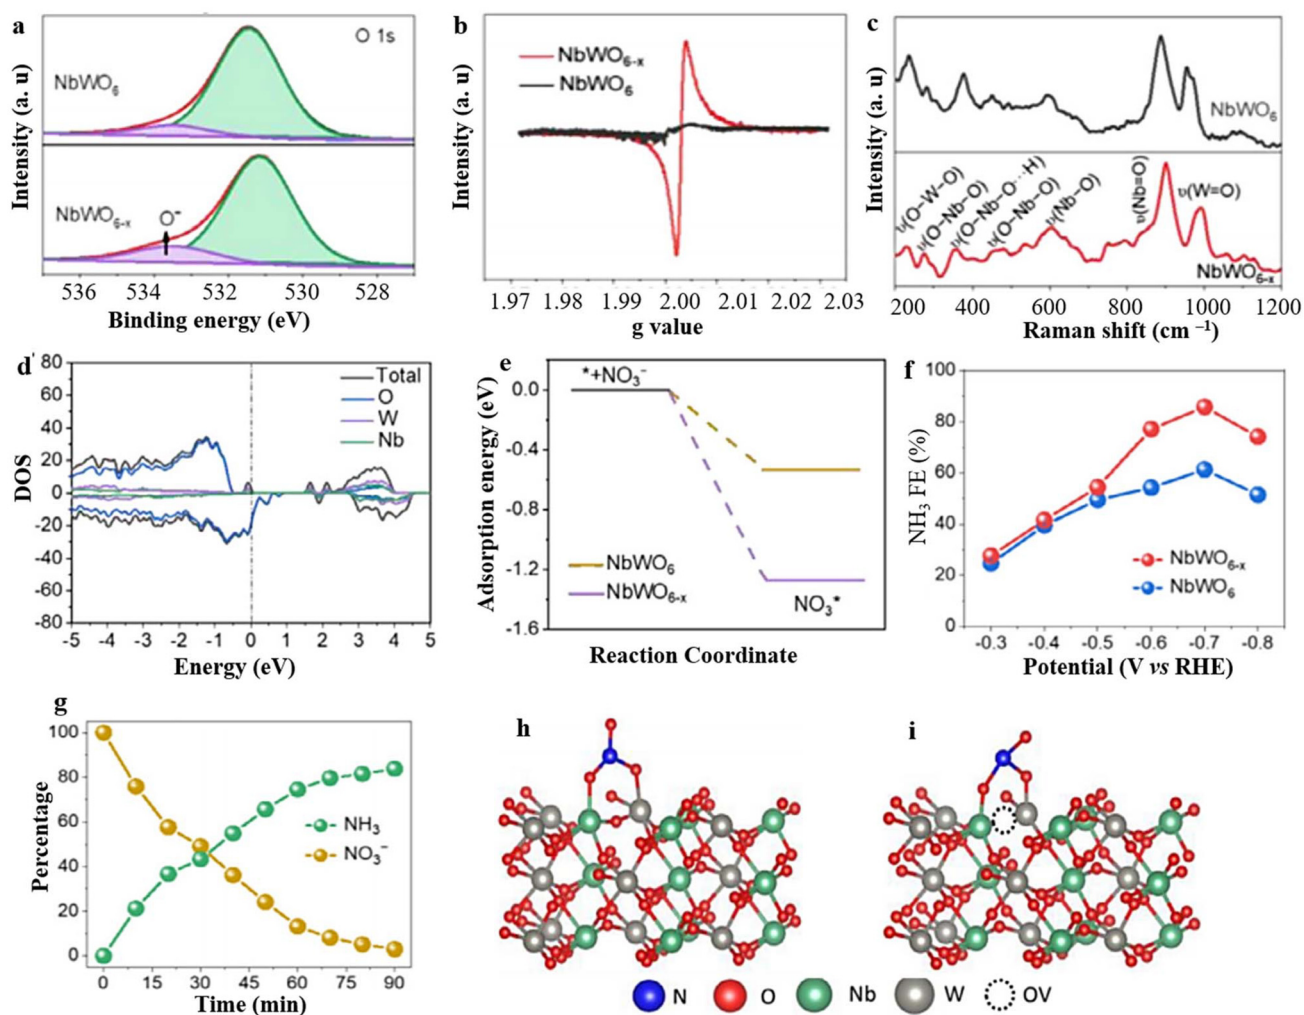 a
O 1s
NbWO6
NbWO6-x
O-
Intensity (a. u)
536 534 532 530 528
Binding energy (eV)
b
NbWO6-x
NbWO6
Intensity (a. u)
1.97 1.98 1.99 2.00 2.01 2.02 2.03
g value
c
NbWO6
υ(O−W−O)
υ(O−Nb−O)
υ(O−Nb−O···H)
υ(O−Nb−O)
υ(Nb−O)
υ(Nb=O)
υ(W=O)
NbWO6-x
Intensity (a. u)
200 400 600 800 1000 1200
Raman shift (cm −1)
d'
80
60
40
20
0
-20
-40
-60
-80
Total
O
W
Nb
DOS
-5 -4 -3 -2 -1 0 1 2 3 4 5
Energy (eV)
e
*+NO3−
0.0
-0.4
-0.8
-1.2
-1.6
NbWO6
NbWO6-x
NO3*
Adsorption energy (eV)
Reaction Coordinate
f
100
80
60
40
20
0
NH3 FE (%)
NbWO6-x
NbWO6
-0.3 -0.4 -0.5 -0.6 -0.7 -0.8
Potential (V vs RHE)
g
100
80
60
40
20
0
NH3
NO3−
Percentage
0 15 30 45 60 75 90
Time (min)
h
i
OV
N O Nb W OV